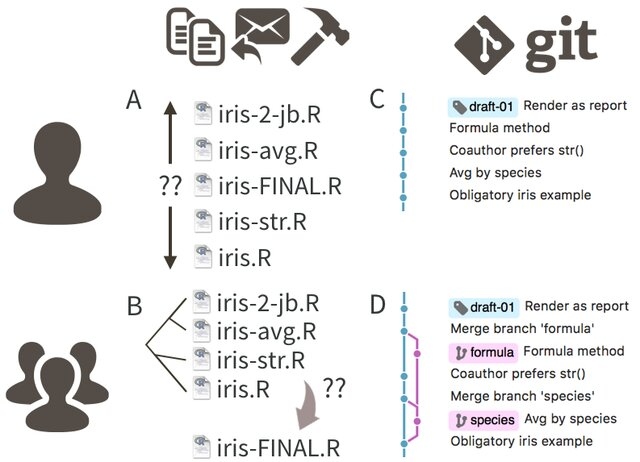 git
A
iris-2-jb.R
iris-avg.R
?? iris-FINAL.R
iris-str.R
iris.R
C
draft-01 Render as report
Formula method
Coauthor prefers str()
Avg by species
Obligatory iris example
B
iris-2-jb.R
iris-avg.R
iris-str.R
iris.R ??
iris-FINAL.R
D
draft-01 Render as report
Merge branch 'formula'
formula Formula method
Coauthor prefers str()
Merge branch 'species'
species Avg by species
Obligatory iris example